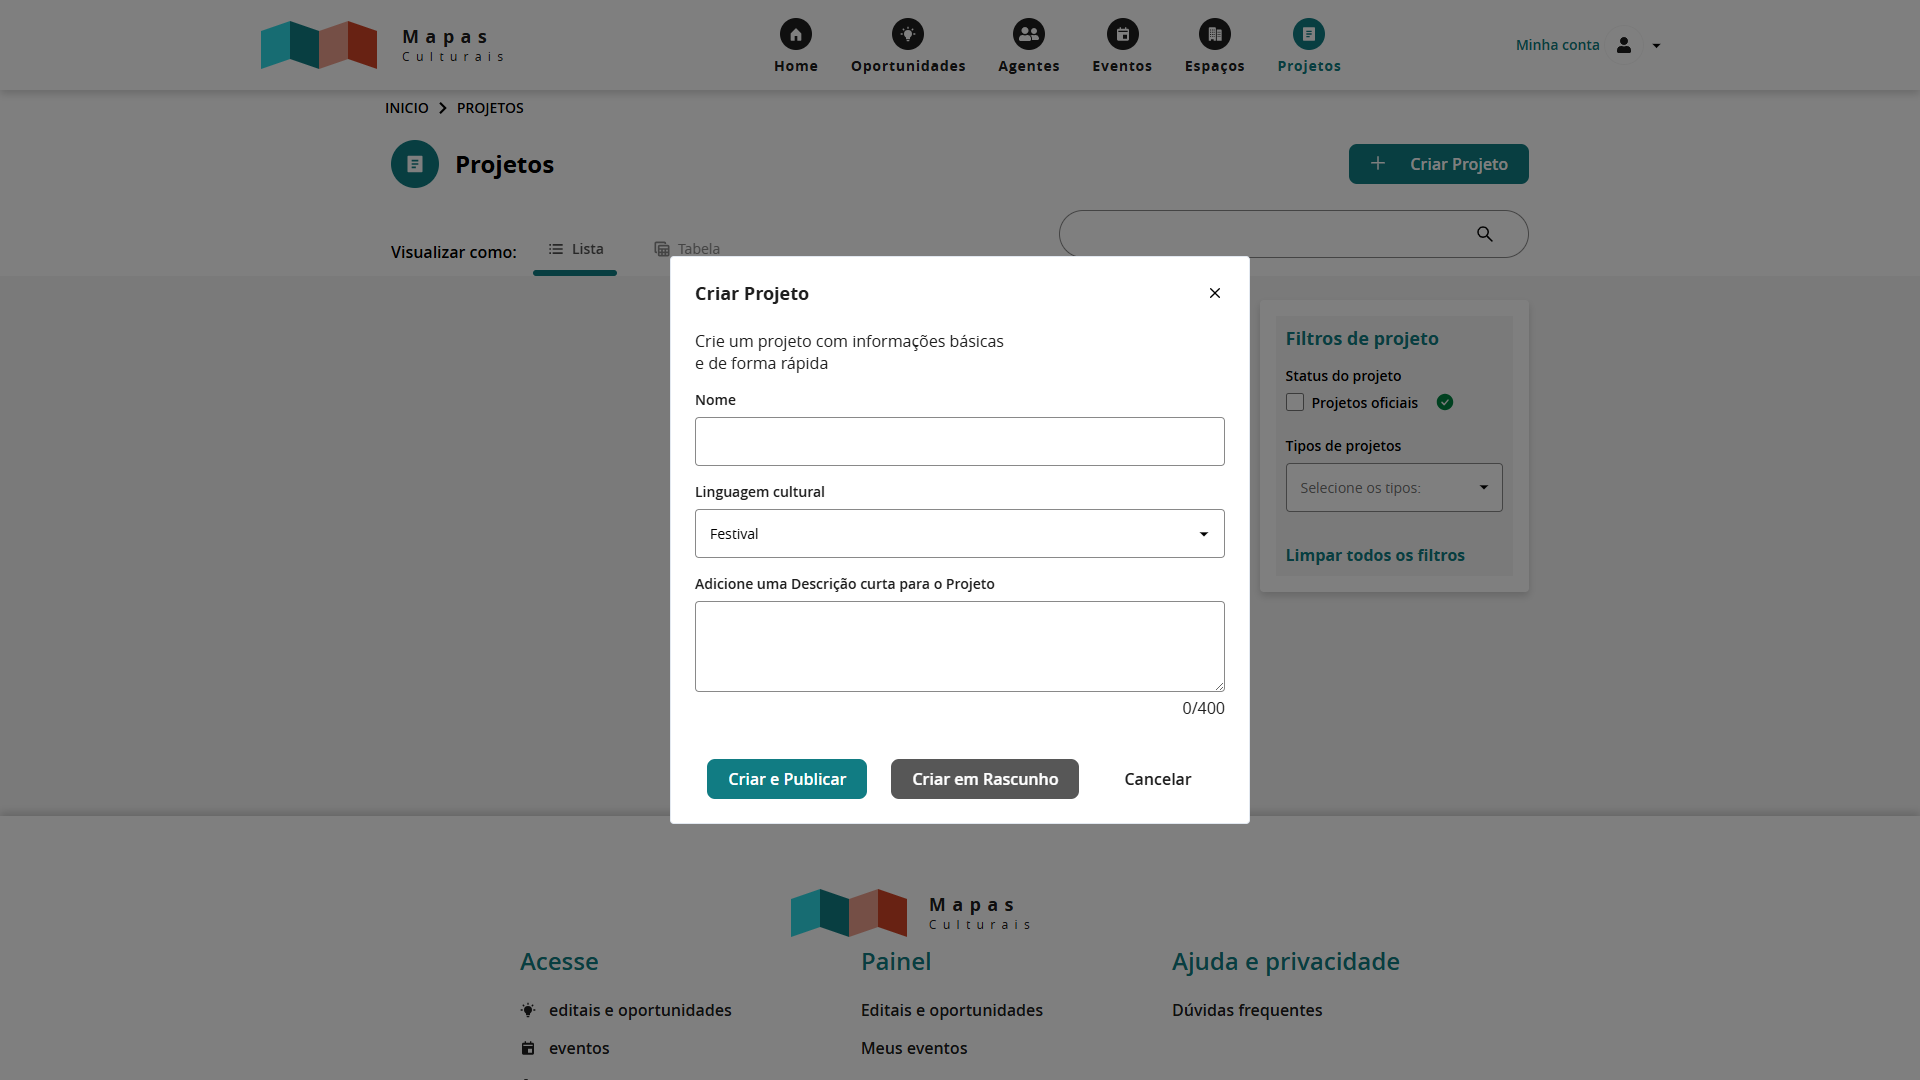 Mapas
Culturais
Home
Oportunidades
Agentes
Eventos
Espaços
Projetos
Minha conta
INICIO
PROJETOS
Projetos
Criar Projeto
Visualizar como:
Lista
Tabela
Criar Projeto
Crie um projeto com informações básicas
e de forma rápida
Nome
Linguagem cultural
Festival
Adicione uma Descrição curta para o Projeto
0/400
Criar e Publicar
Criar em Rascunho
Cancelar
Filtros de projeto
Status do projeto
Projetos oficiais
Tipos de projetos
Selecione os tipos:
Limpar todos os filtros
Mapas
Culturais
Acesse
editais e oportunidades
eventos
Painel
Editais e oportunidades
Meus eventos
Ajuda e privacidade
Dúvidas frequentes